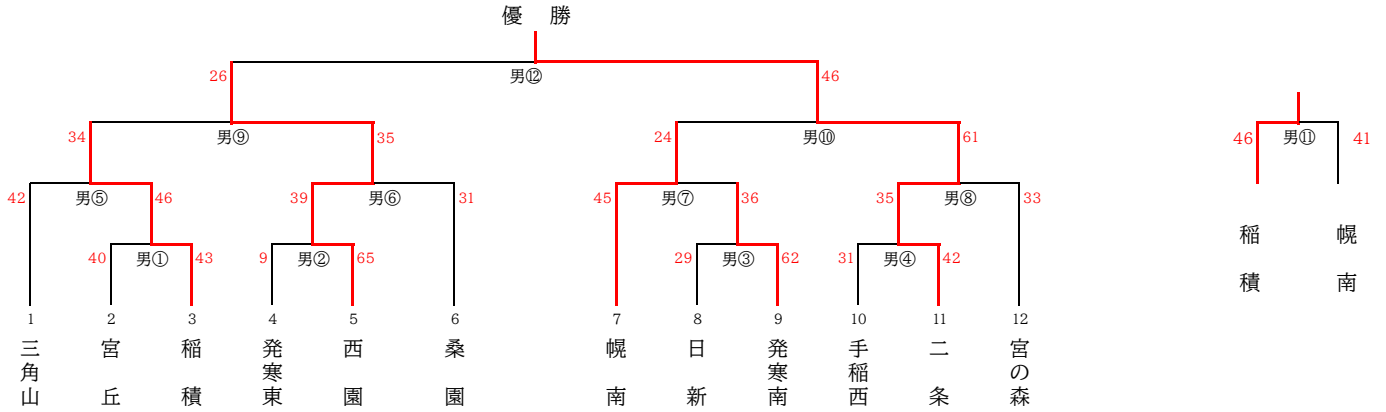 優 勝
26 男⑫ 46
34 男⑨ 35 24 男⑩ 61 46 男⑪ 41
42 男⑤ 46 39 男⑥ 31 45 男⑦ 36 35 男⑧ 33
稲積 幌南
40 男① 43 9 男② 65 29 男③ 62 31 男④ 42
1 2 3 4 5 6 7 8 9 10 11 12
三角山 宮丘 稲積 発寒東 西園 桑園 幌南 日新 発寒南 手稲西 二条 宮の森